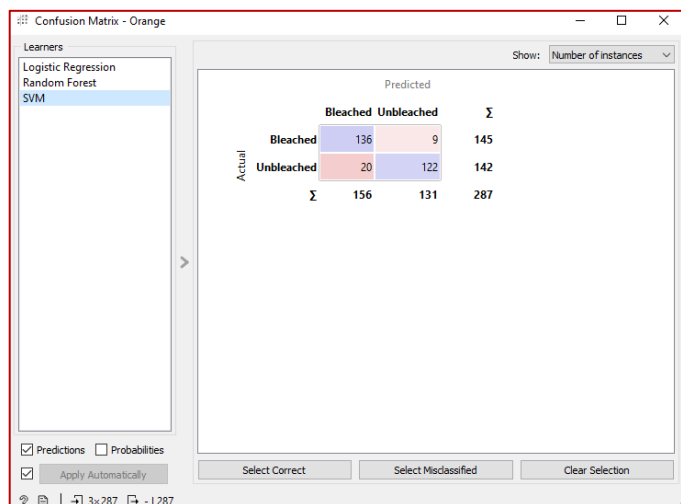 Confusion Matrix - Orange
Learners
Logistic Regression
Random Forest
SVM
Show: Number of instances
Predicted
Bleached Unbleached Σ
Actual
Bleached 136 9 145
Unbleached 20 122 142
Σ 156 131 287
>
Predictions Probabilities
Apply Automatically
Select Correct Select Misclassified Clear Selection
? 3×287 - | 287